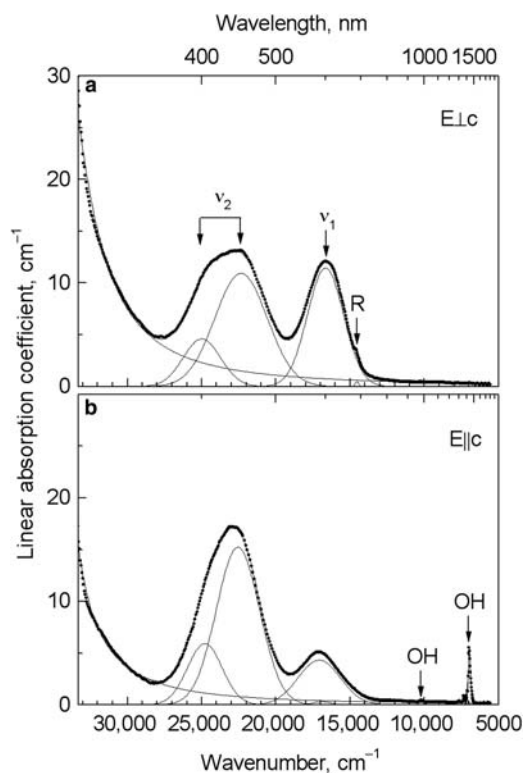 Wavelength, nm
400 500 1000 1500
30
a
E⊥c
20
ν2
ν1
10
R
0
Linear absorption coefficient, cm−1
b
E||c
20
10
OH
OH
0
30,000 25,000 20,000 15,000 10,000 5000
Wavenumber, cm−1